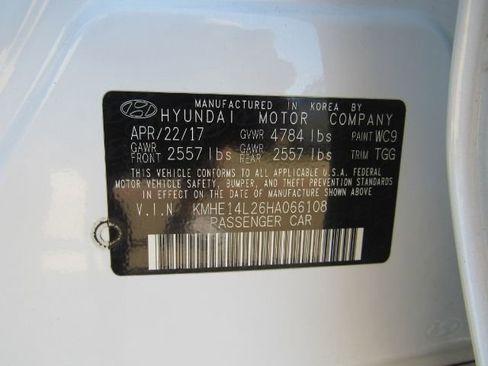 MANUFACTURED IN KOREA BY
HYUNDAI MOTOR COMPANY
APR/22/17 GVWR 4784 lbs PAINT WC9
GAWR FRONT 2557 lbs GAWR REAR 2557 lbs TRIM TGG
THIS VEHICLE CONFORMS TO ALL APPLICABLE U.S.A. FEDERAL
MOTOR VEHICLE SAFETY, BUMPER, AND THEFT PREVENTION STANDARDS
IN EFFECT ON THE DATE OF MANUFACTURE SHOWN ABOVE
V.I.N KMHE14L26HA066108
PASSENGER CAR